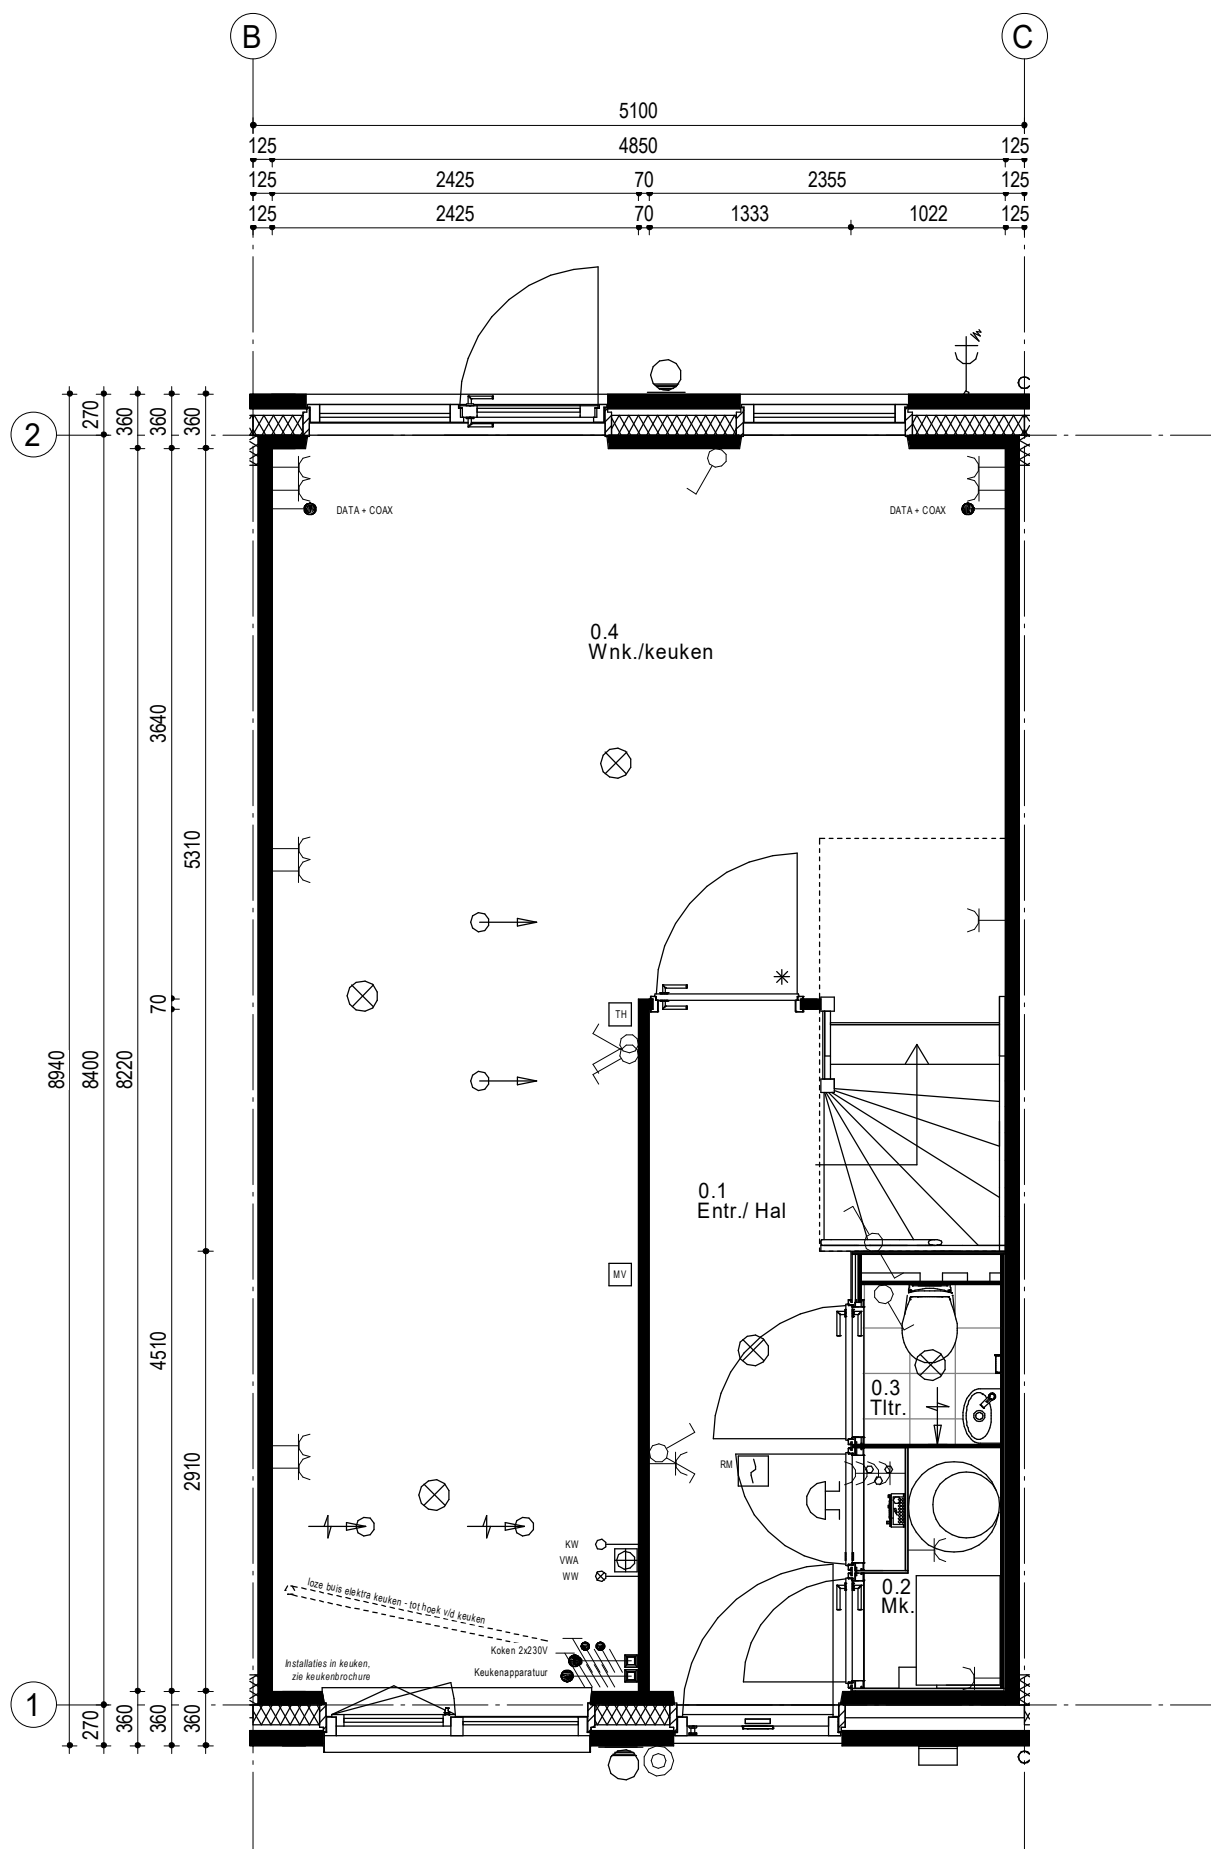 B
C
5100
125
4850
125
125
2425
70
2355
125
125
2425
70
1333
1022
125
2
270
360
360
360
DATA + COAX
DATA + COAX
0.4
Wnk./keuken
3640
5310
70
TH
8940
8400
8220
0.1
Entr./ Hal
MV
4510
0.3
Tltr.
2910
RM
KW
VWA
WW
loze buis elektra keuken - tot hoek v/d keuken
0.2
Mk.
Koken 2x230V
Installaties in keuken,
zie keukenbrochure
Keukenapparatuur
1
270
360
360
360